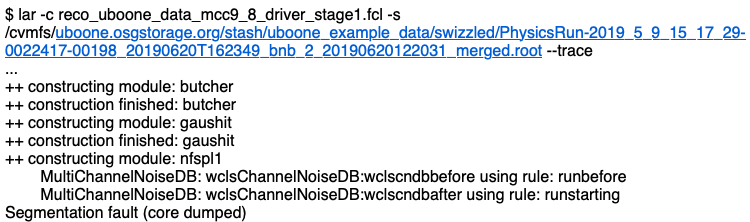 $ lar -c reco_uboone_data_mcc9_8_driver_stage1.fcl -s
/cvmfs/uboone.osgstorage.org/stash/uboone_example_data/swizzled/PhysicsRun-2019_5_9_15_17_29-
0022417-00198_20190620T162349_bnb_2_20190620122031_merged.root --trace
...
++ constructing module: butcher
++ construction finished: butcher
++ constructing module: gaushit
++ construction finished: gaushit
++ constructing module: nfspl1
MultiChannelNoiseDB: wclsChannelNoiseDB:wclscndbbefore using rule: runbefore
MultiChannelNoiseDB: wclsChannelNoiseDB:wclscndbafter using rule: runstarting
Segmentation fault (core dumped)